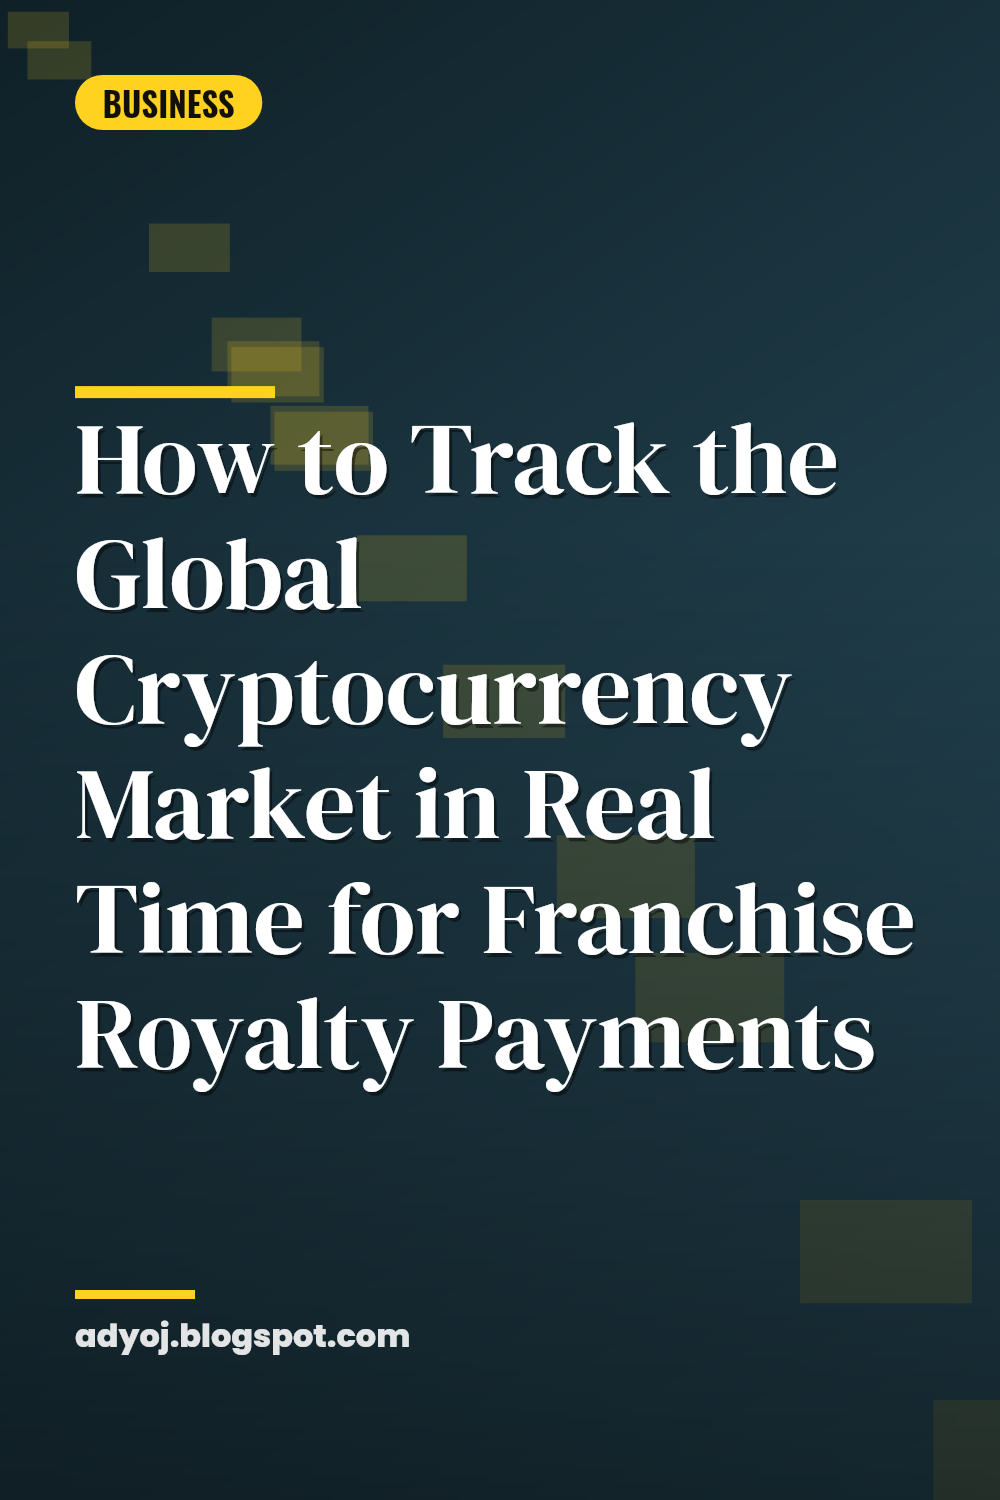 BUSINESS
How to Track the
Global
Cryptocurrency
Market in Real
Time for Franchise
Royalty Payments
adyoj.blogspot.com